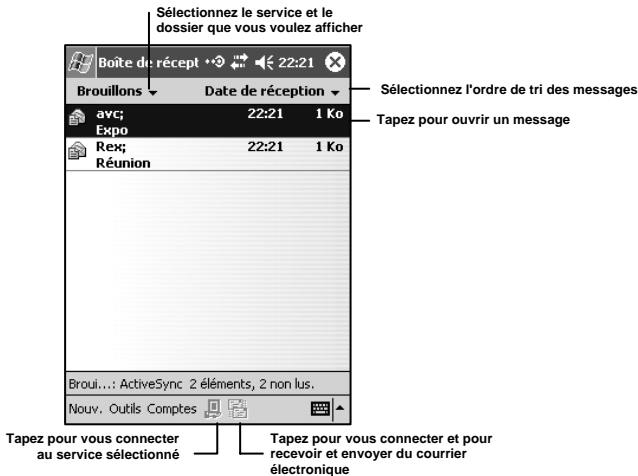 Sélectionnez le service et le
dossier que vous voulez afficher
Boîte de récept 22:21
Brouillons Date de réception
Sélectionnez l'ordre de tri des messages
avc; 22:21 1 Ko
Expo
Tapez pour ouvrir un message
Rex; 22:21 1 Ko
Réunion
Broui...: ActiveSync 2 éléments, 2 non lus.
Nouv. Outils Comptes
Tapez pour vous connecter
au service sélectionné
Tapez pour vous connecter et pour
recevoir et envoyer du courrier
électronique